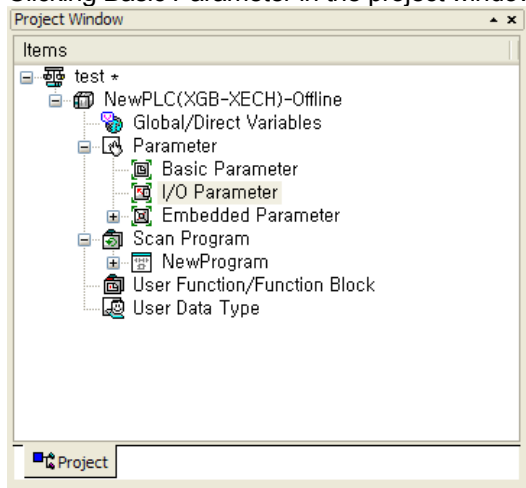 Clicking Basic Parameter in the project window
Project Window
Items
test *
NewPLC(XGB-XECH)-Offline
Global/Direct Variables
Parameter
Basic Parameter
I/O Parameter
Embedded Parameter
Scan Program
NewProgram
User Function/Function Block
User Data Type
Project